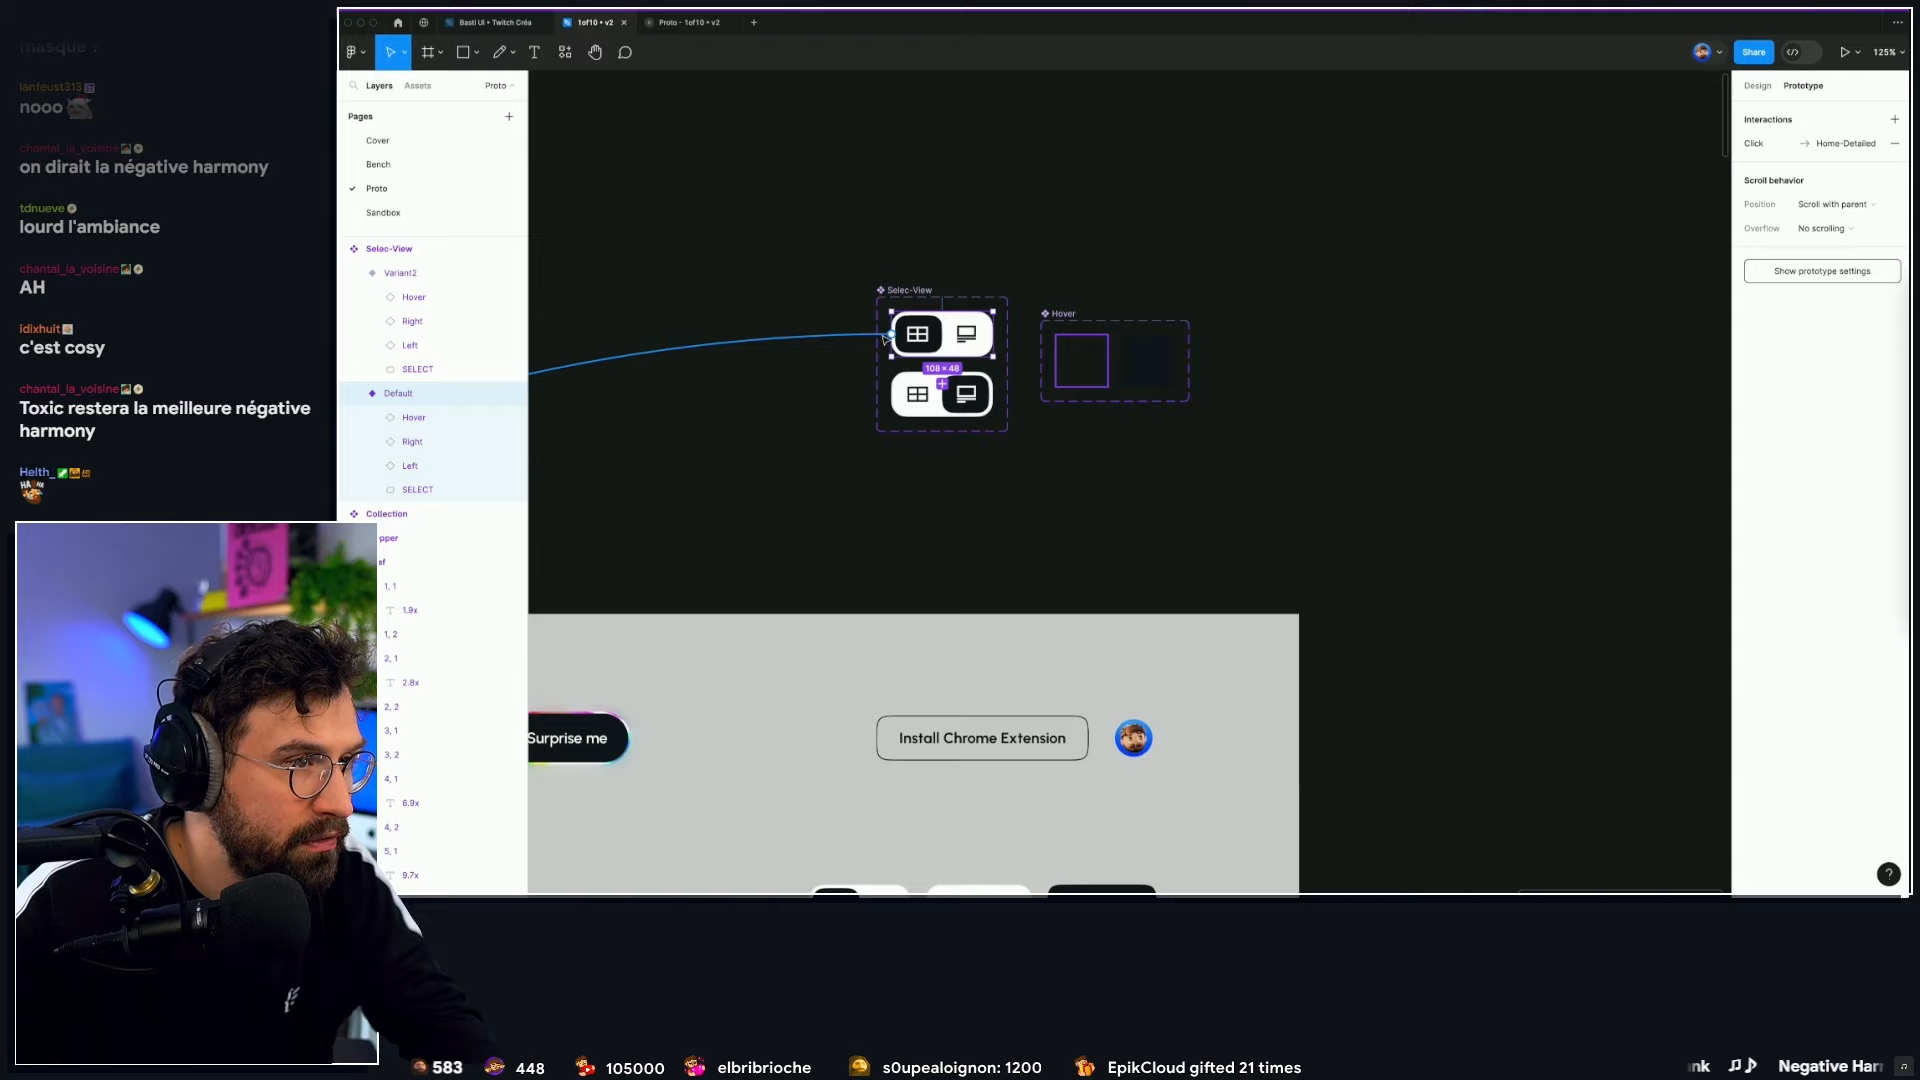 masque ?
lanfeust313
nooo
chantal_la_voisine
on dirait la négative harmony
tdnueve
lourd l'ambiance
chantal_la_voisine
AH
idixhuit
c'est cosy
chantal_la_voisine
Toxic restera la meilleure négative
harmony
Helth_
Basti Ui • Twitch Créa
1of10 • v2
Proto - 1of10 • v2
Share
125%
Layers
Assets
Proto
Pages
Cover
Bench
Proto
Sandbox
Selec-View
Variant2
Hover
Right
Left
SELECT
Default
Hover
Right
Left
SELECT
Collection
pper
ef
1, 1
1.9x
1, 2
2, 1
2.8x
2, 2
3, 1
3, 2
4, 1
6.9x
4, 2
5, 1
9.7x
Selec-View
108 × 48
Hover
Surprise me
Install Chrome Extension
Design
Prototype
Interactions
Click
Home-Detailed
Scroll behavior
Position
Scroll with parent
Overflow
No scrolling
Show prototype settings
?
583
448
105000
elbribrioche
s0upealoignon: 1200
EpikCloud gifted 21 times
ink
Negative Har